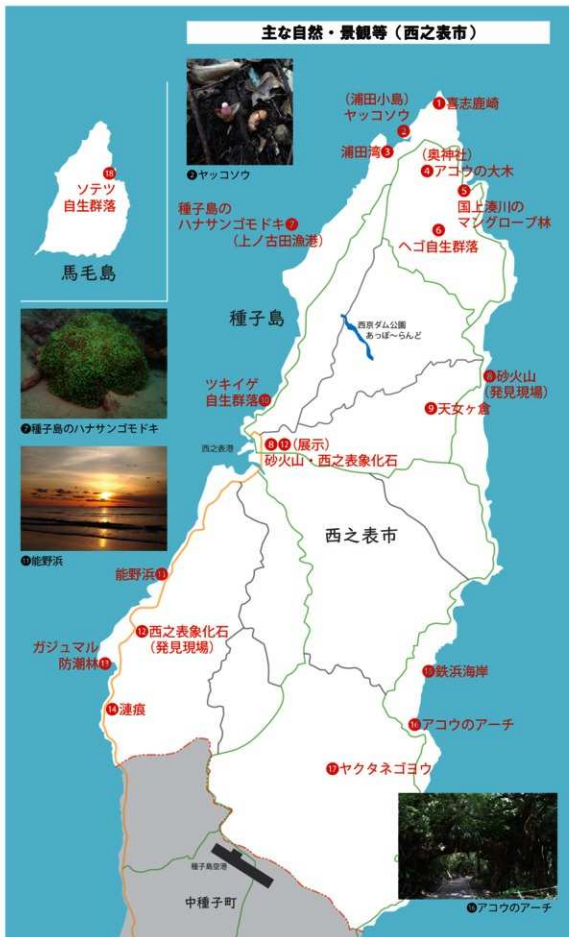 主な自然・景観等（西之表市）
❶喜志鹿崎
（浦田小島）
ヤッコソウ
❷
浦田湾❸
❷ヤッコソウ
（奥神社）
❹アコウの大木
❺
国上湊川の
マングローブ林
❻
ヘゴ自生群落
⓲
ソテツ
自生群落
馬毛島
種子島の
ハナサンゴモドキ❼
（上ノ古田漁港）
種子島
西京ダム公園
あっぽ～らんど
❼種子島のハナサンゴモドキ
❽砂火山
（発見現場）
❾天女ヶ倉
ツキイゲ
自生群落❿
西之表港
❽⓬（展示）
砂火山・西之表象化石
⓫能野浜
西之表市
能野浜⓫
⓬西之表象化石
（発見現場）
ガジュマル
防潮林⓭
⓮漣痕
⓯鉄浜海岸
⓰アコウのアーチ
⓱ヤクタネゴヨウ
種子島空港
中種子町
⓰アコウのアーチ